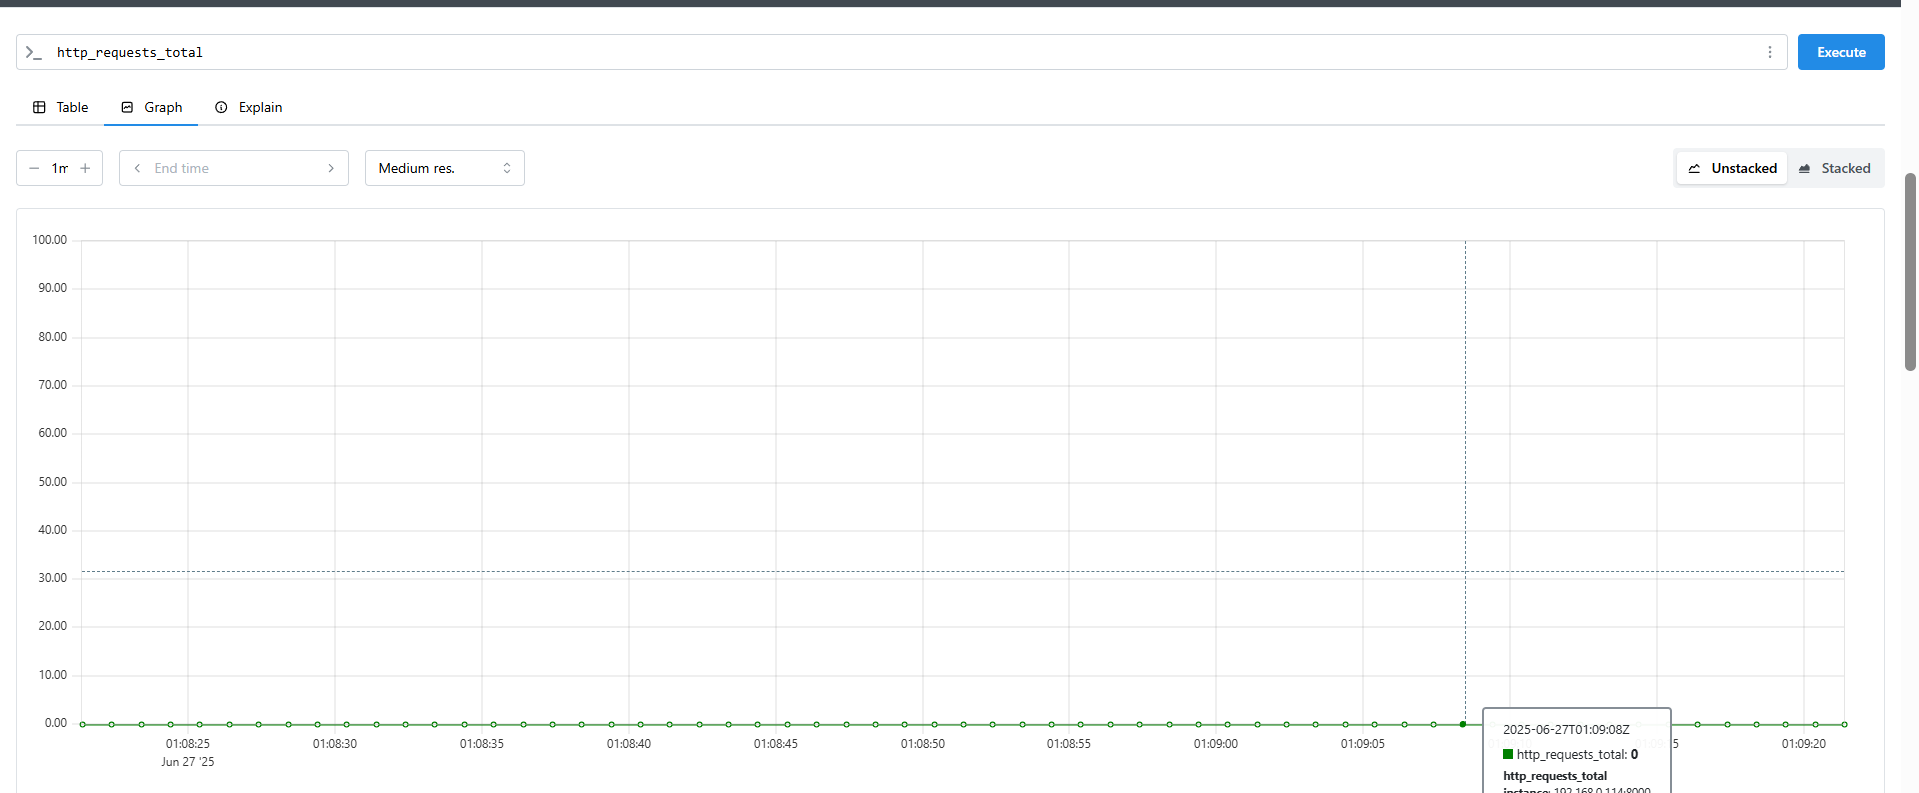 http_requests_total
Execute
Table Graph Explain
1m End time Medium res. Unstacked Stacked
100.00
90.00
80.00
70.00
60.00
50.00
40.00
30.00
20.00
10.00
0.00
01:08:25 01:08:30 01:08:35 01:08:40 01:08:45 01:08:50 01:08:55 01:09:00 01:09:05 01:09:20
Jun 27 '25
2025-06-27T01:09:08Z
http_requests_total: 0
http_requests_total
instance: 192.168.0.114:8000